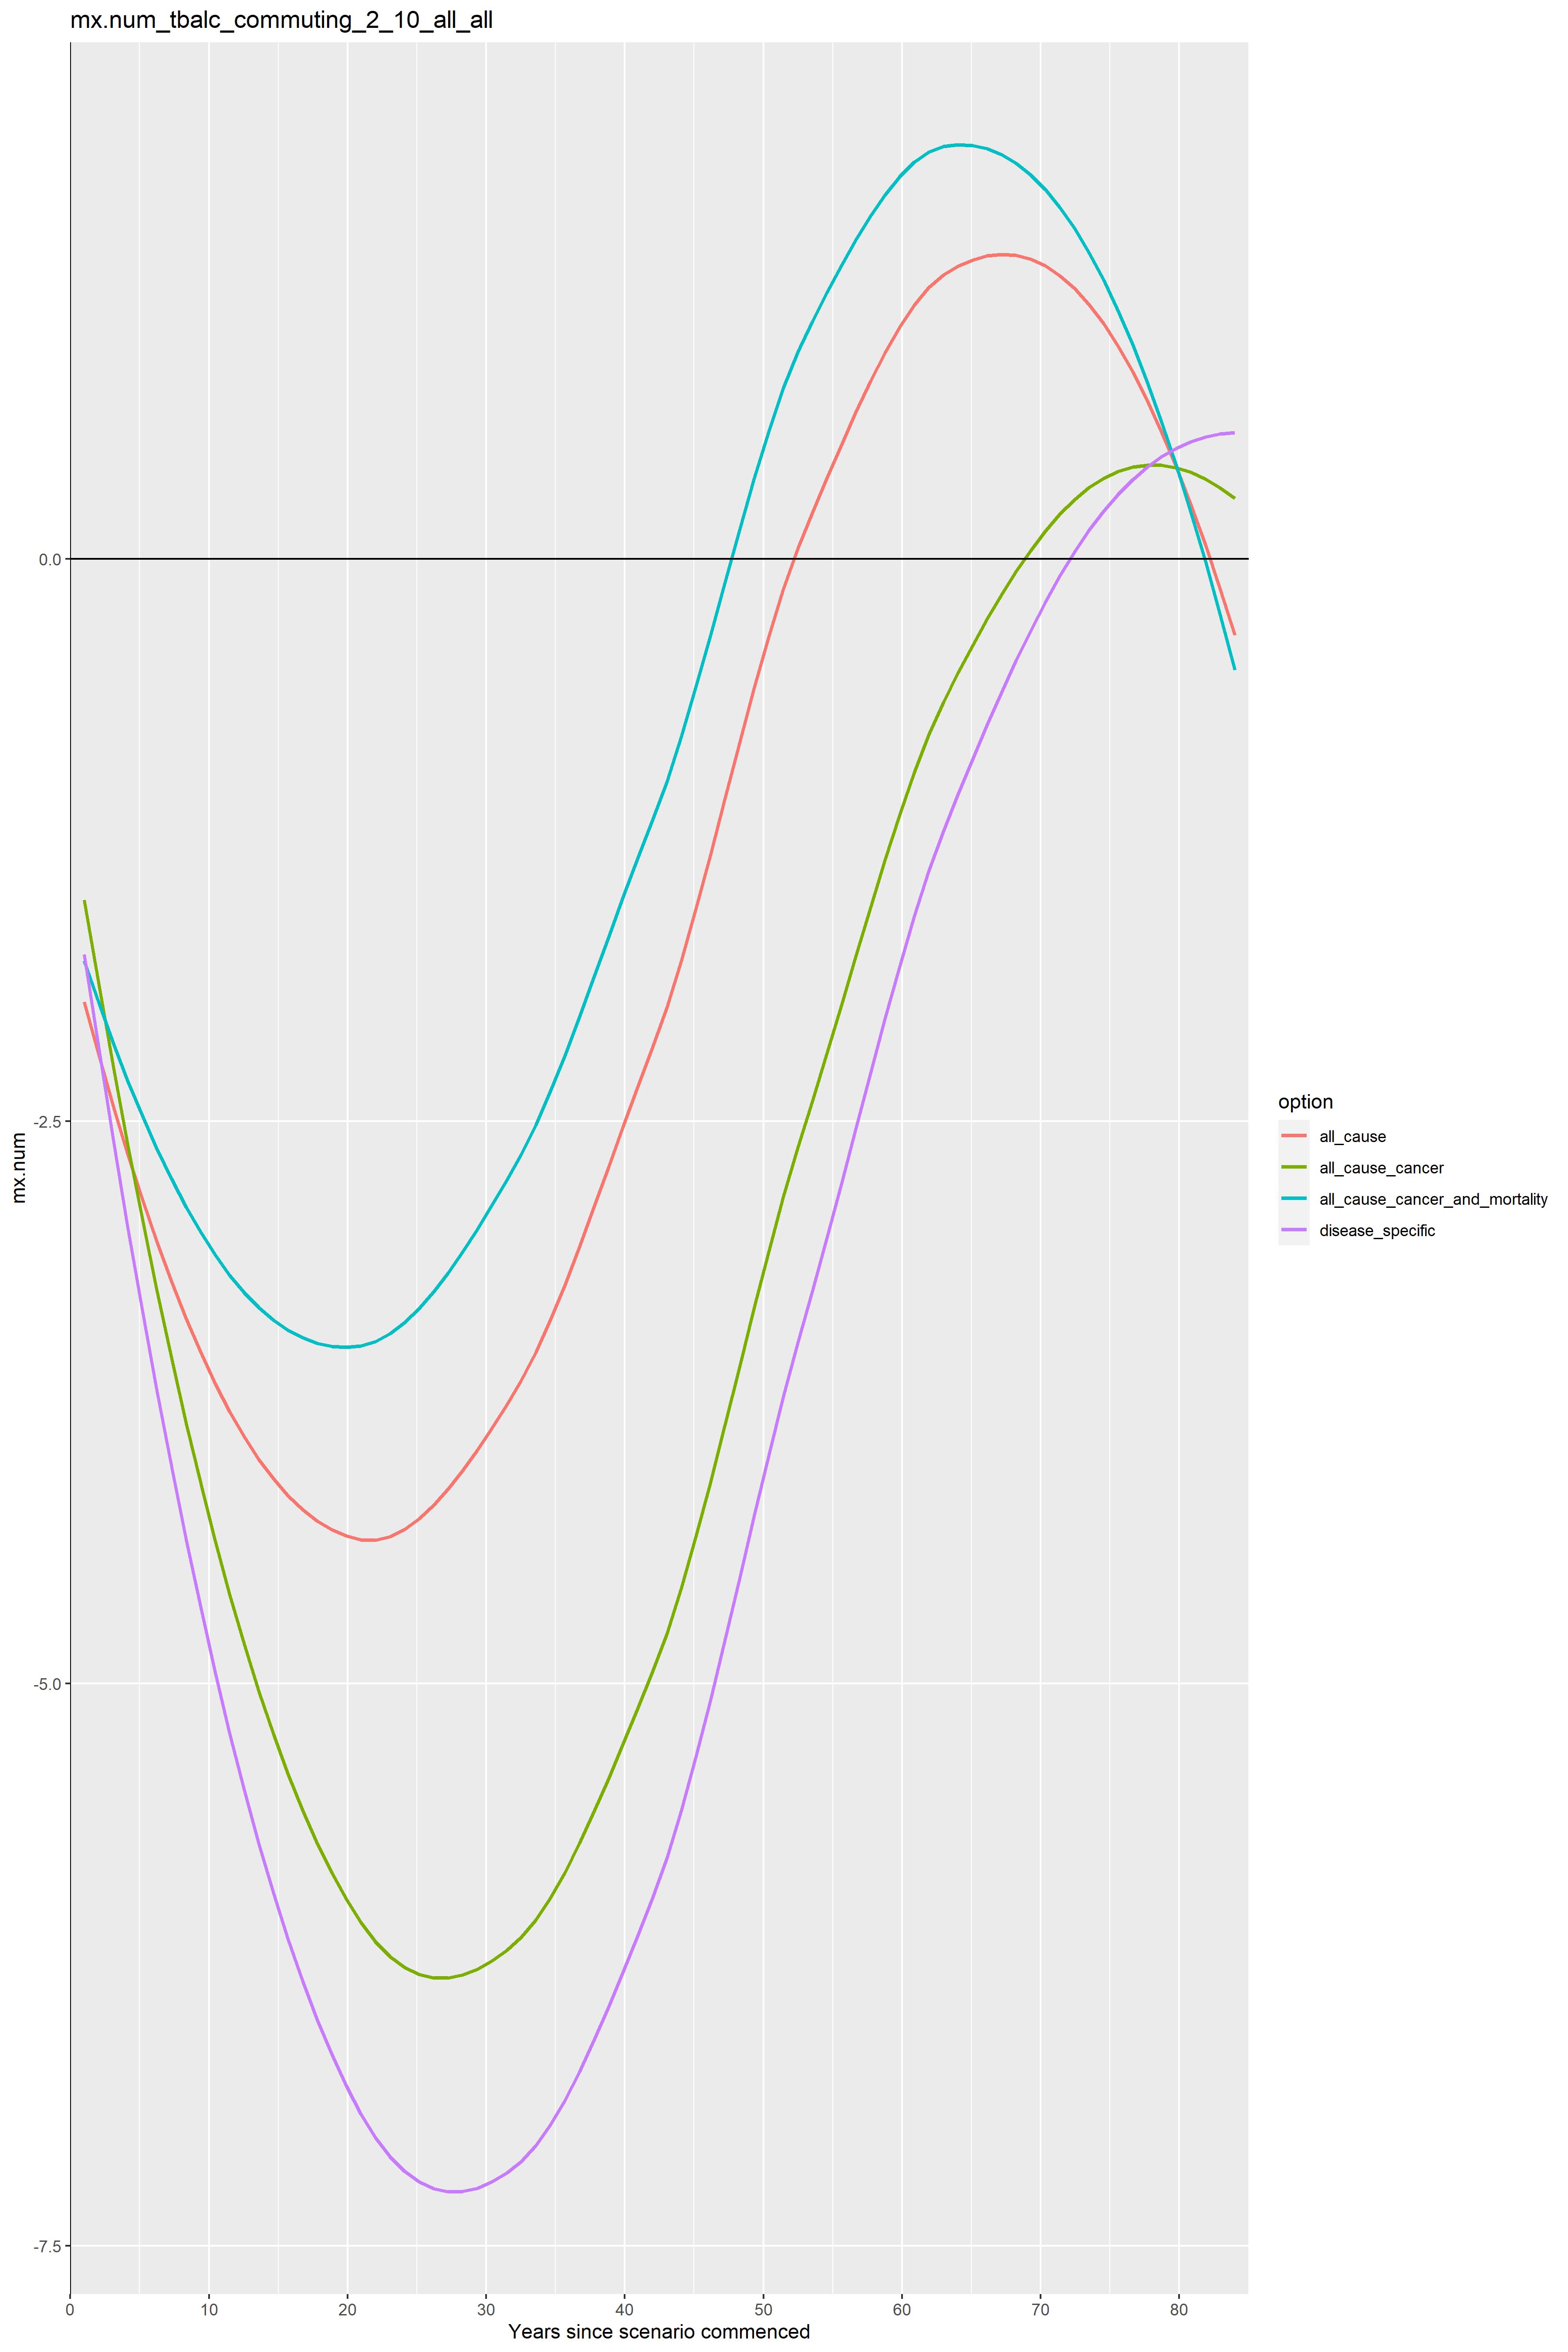 mx.num_tbalc_commuting_2_10_all_all
mx.num
0.0
-2.5
-5.0
-7.5
0 10 20 30 40 50 60 70 80
Years since scenario commenced
option
all_cause
all_cause_cancer
all_cause_cancer_and_mortality
disease_specific